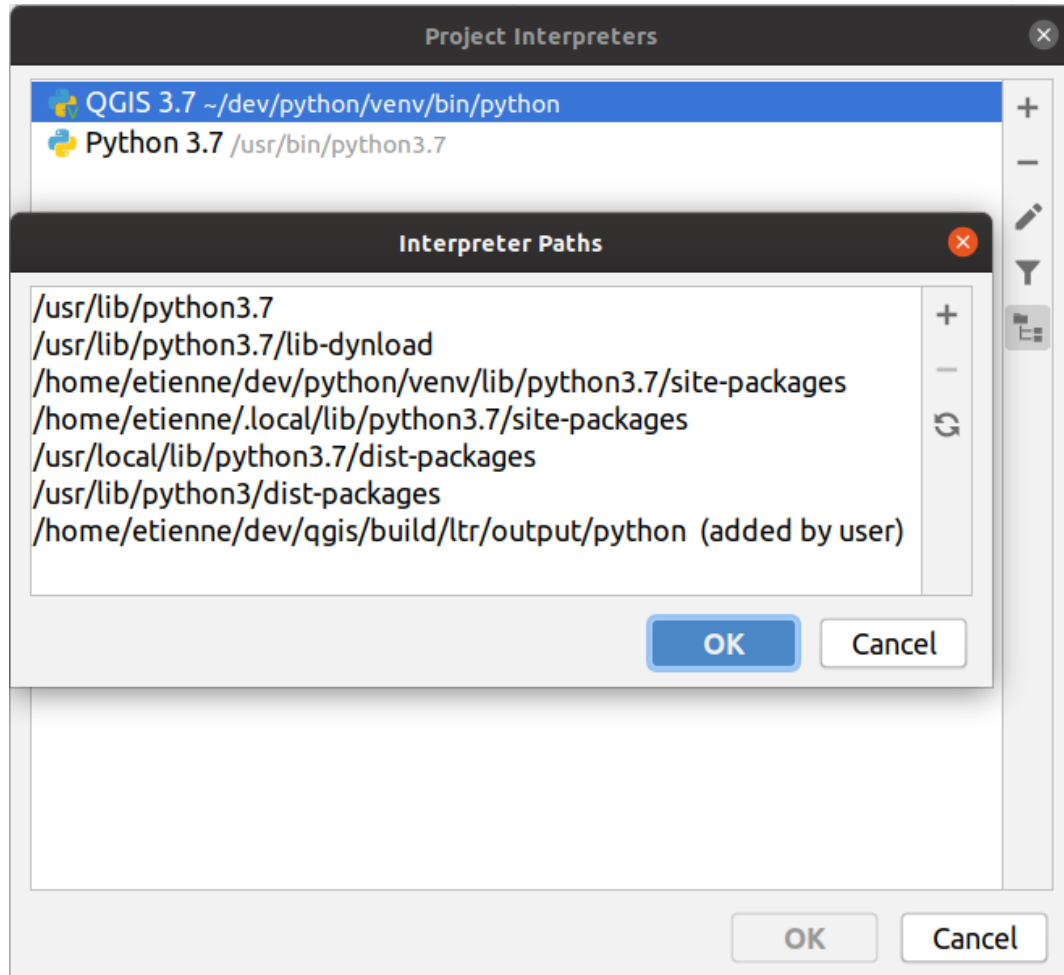 Project Interpreters
QGIS 3.7 ~/dev/python/venv/bin/python
Python 3.7 /usr/bin/python3.7
Interpreter Paths
/usr/lib/python3.7
/usr/lib/python3.7/lib-dynload
/home/etienne/dev/python/venv/lib/python3.7/site-packages
/home/etienne/.local/lib/python3.7/site-packages
/usr/local/lib/python3.7/dist-packages
/usr/lib/python3/dist-packages
/home/etienne/dev/qgis/build/ltr/output/python (added by user)
OK Cancel
OK Cancel